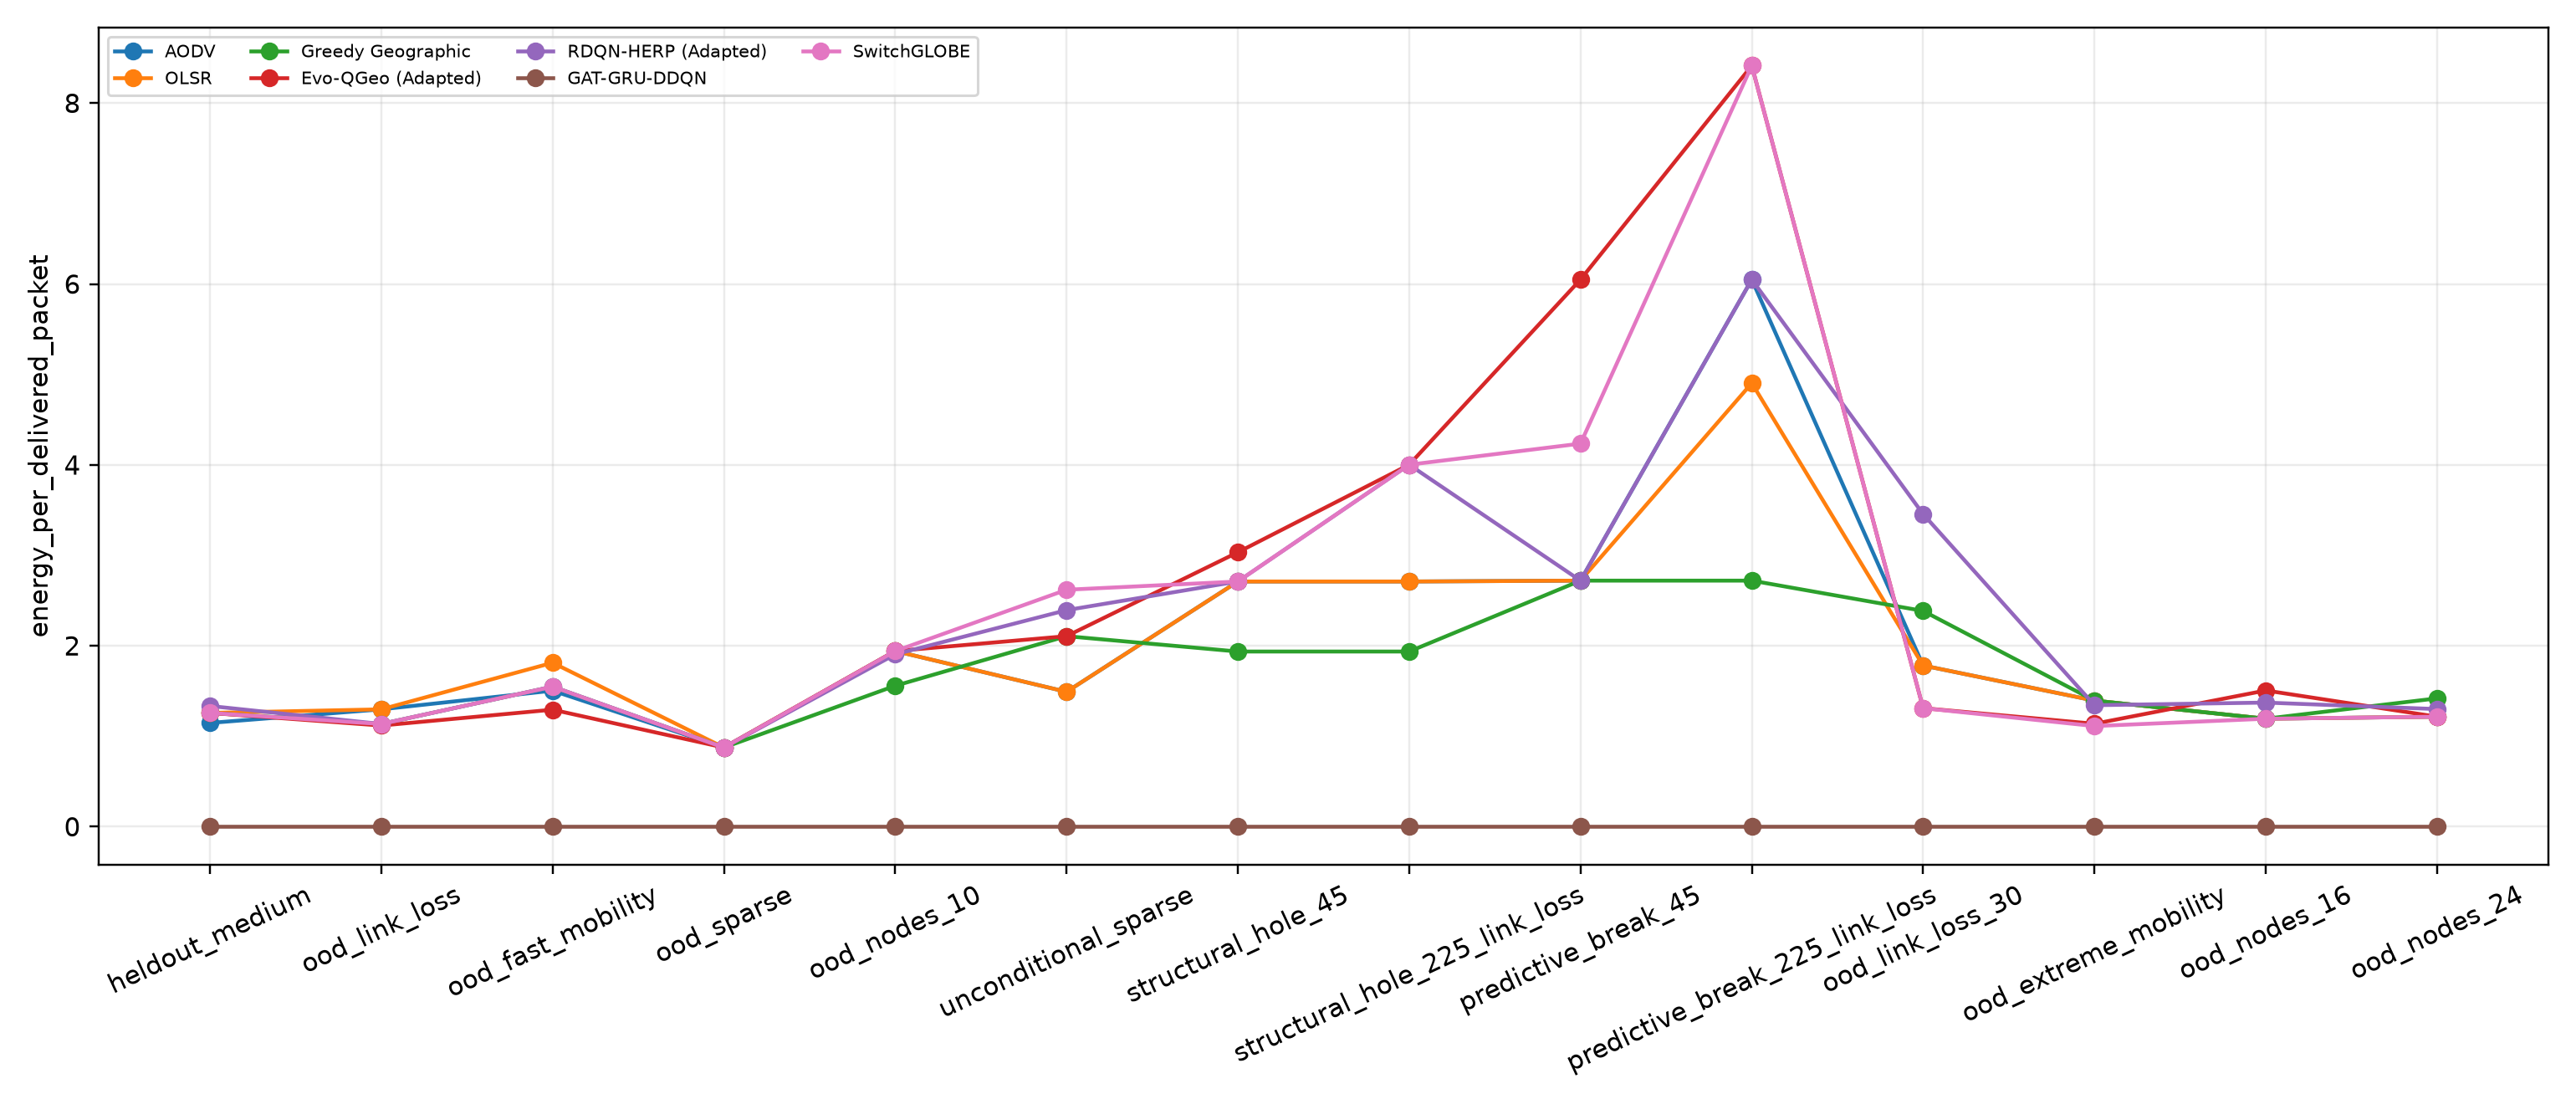 AODV
OLSR
Greedy Geographic
Evo-QGeo (Adapted)
RDQN-HERP (Adapted)
GAT-GRU-DDQN
SwitchGLOBE
energy_per_delivered_packet
8
6
4
2
0
heldout_medium
ood_link_loss
ood_fast_mobility
ood_sparse
ood_nodes_10
unconditional_sparse
structural_hole_45
structural_hole_225_link_loss
predictive_break_45
predictive_break_225_link_loss
ood_link_loss_30
ood_extreme_mobility
ood_nodes_16
ood_nodes_24